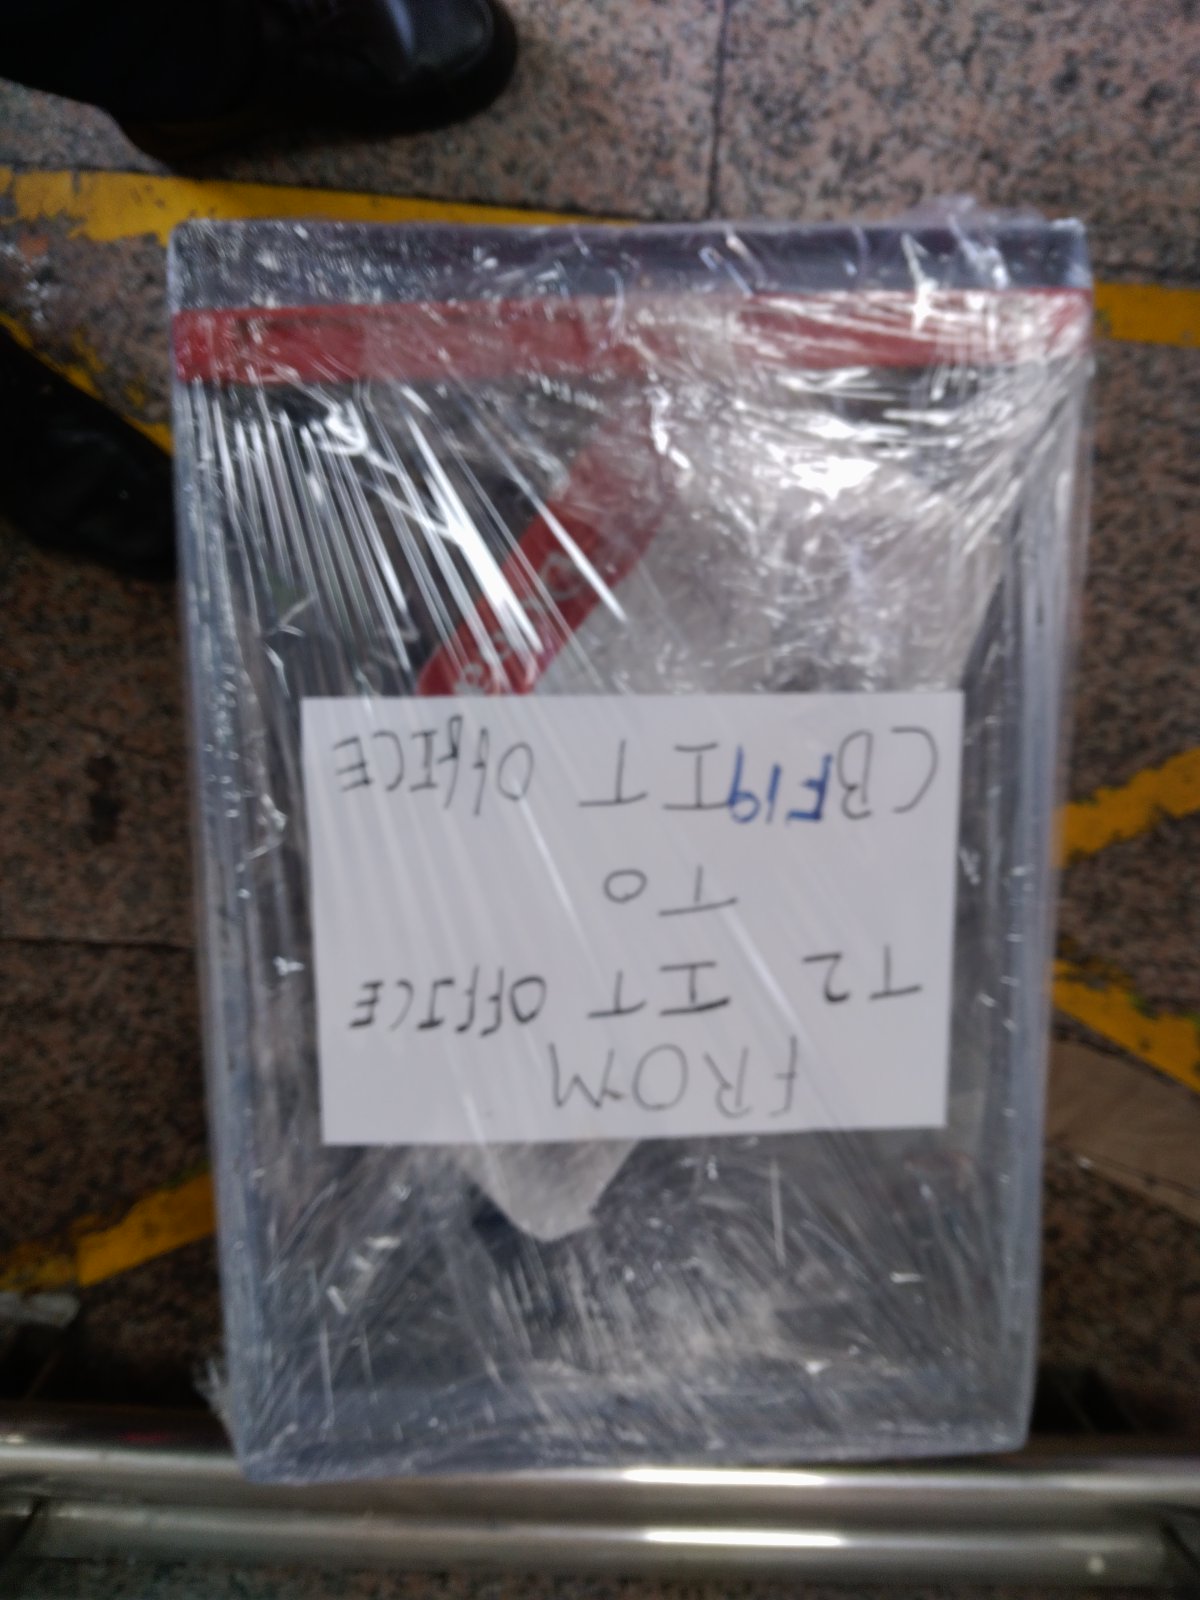 FROM
T2 IT OFFICE
TO
CBF19 IT OFFICE